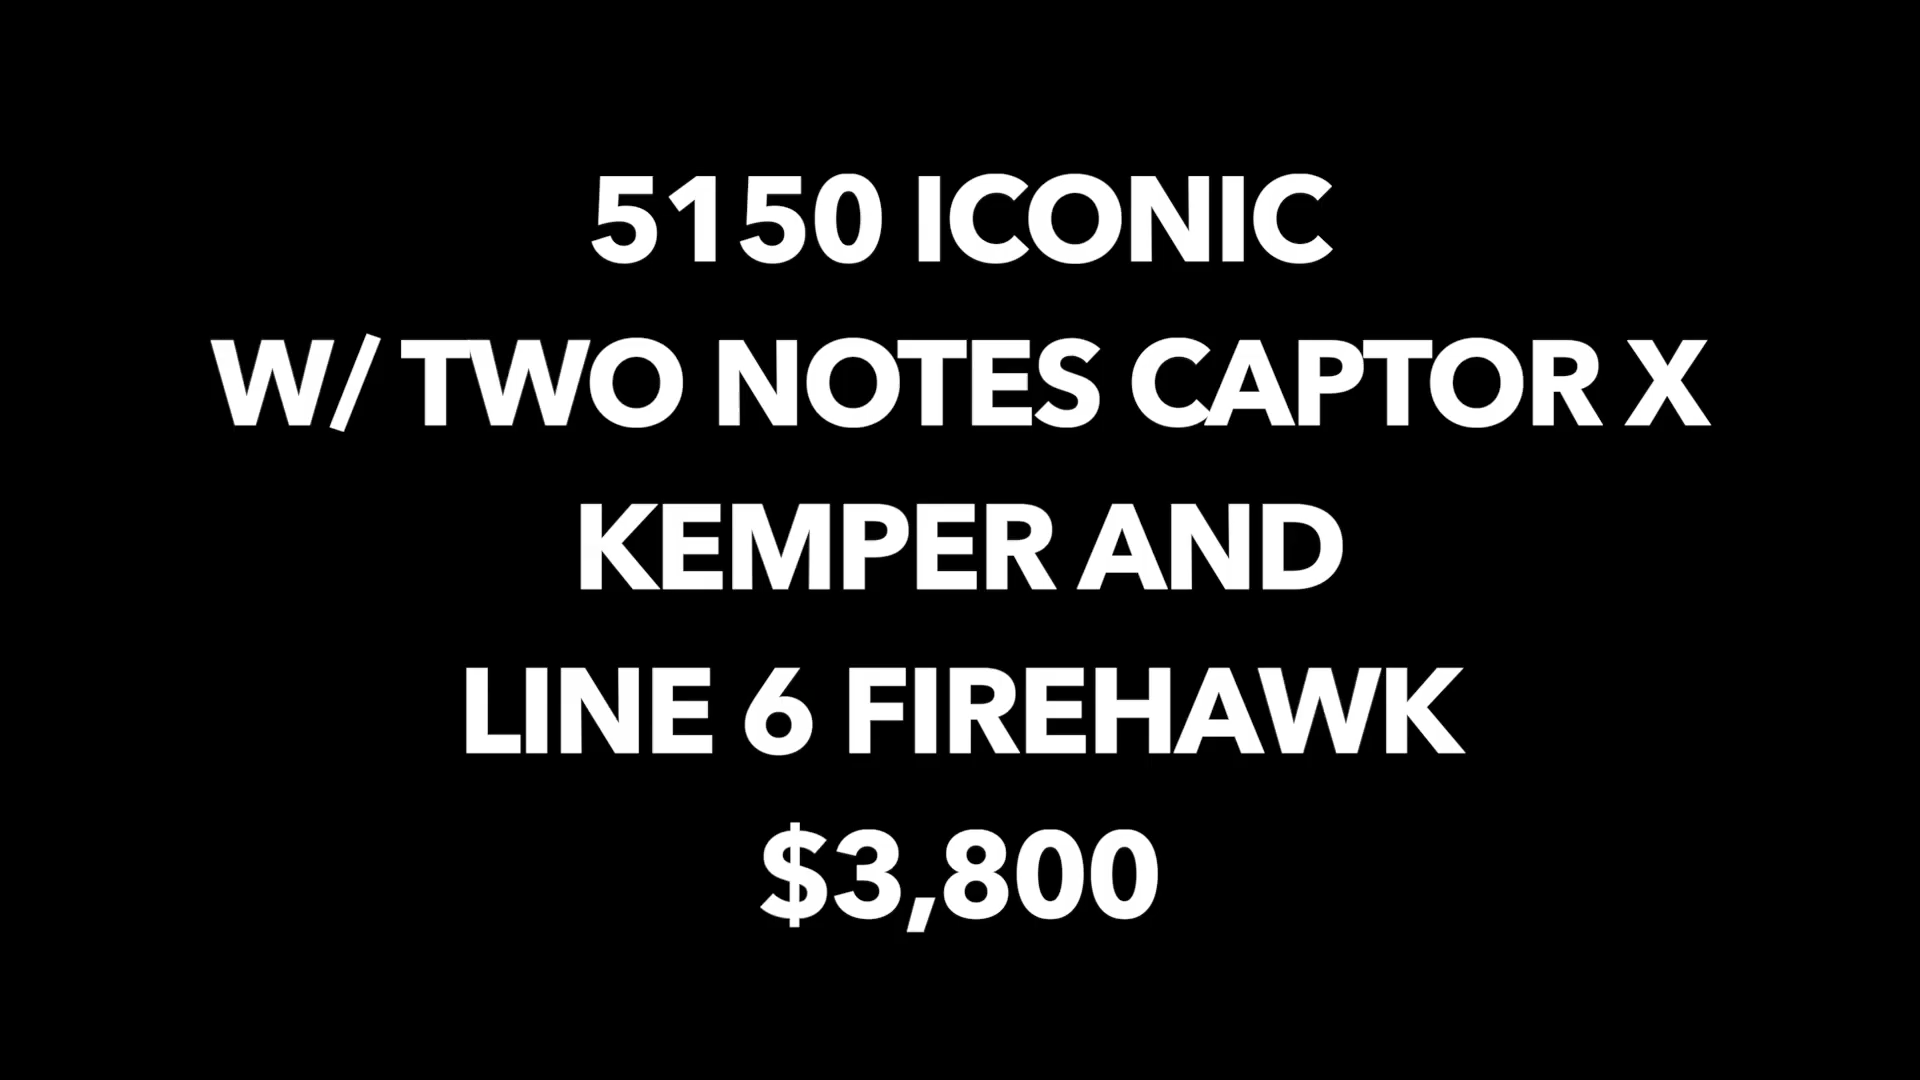 5150 ICONIC
W/ TWO NOTES CAPTOR X
KEMPER AND
LINE 6 FIREHAWK
$3,800